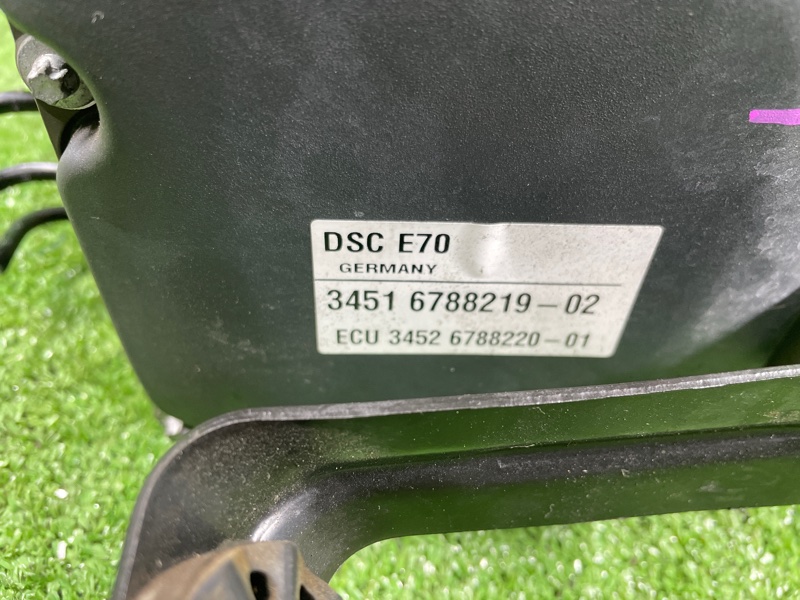 DSC E70
GERMANY
3451 6788219-02
ECU 3452 6788220-01